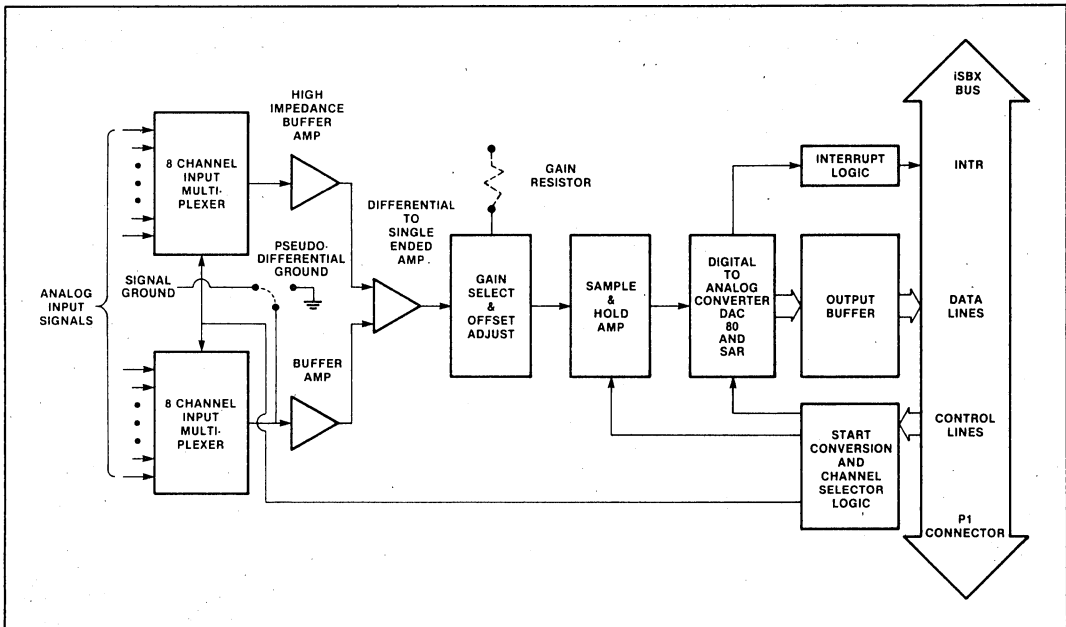 HIGH
IMPEDANCE
BUFFER
AMP
8 CHANNEL
INPUT
MULTI-
PLEXER
GAIN
RESISTOR
DIFFERENTIAL
TO
SINGLE
ENDED
AMP.
PSEUDO-
DIFFERENTIAL
GROUND
SIGNAL
GROUND
ANALOG
INPUT
SIGNALS
BUFFER
AMP
8 CHANNEL
INPUT
MULTI-
PLEXER
GAIN
SELECT
&
OFFSET
ADJUST
SAMPLE
&
HOLD
AMP
DIGITAL
TO
ANALOG
CONVERTER
DAC
80
AND
SAR
INTERRUPT
LOGIC
OUTPUT
BUFFER
START
CONVERSION
AND
CHANNEL
SELECTOR
LOGIC
iSBX
BUS
INTR
DATA
LINES
CONTROL
LINES
P1
CONNECTOR